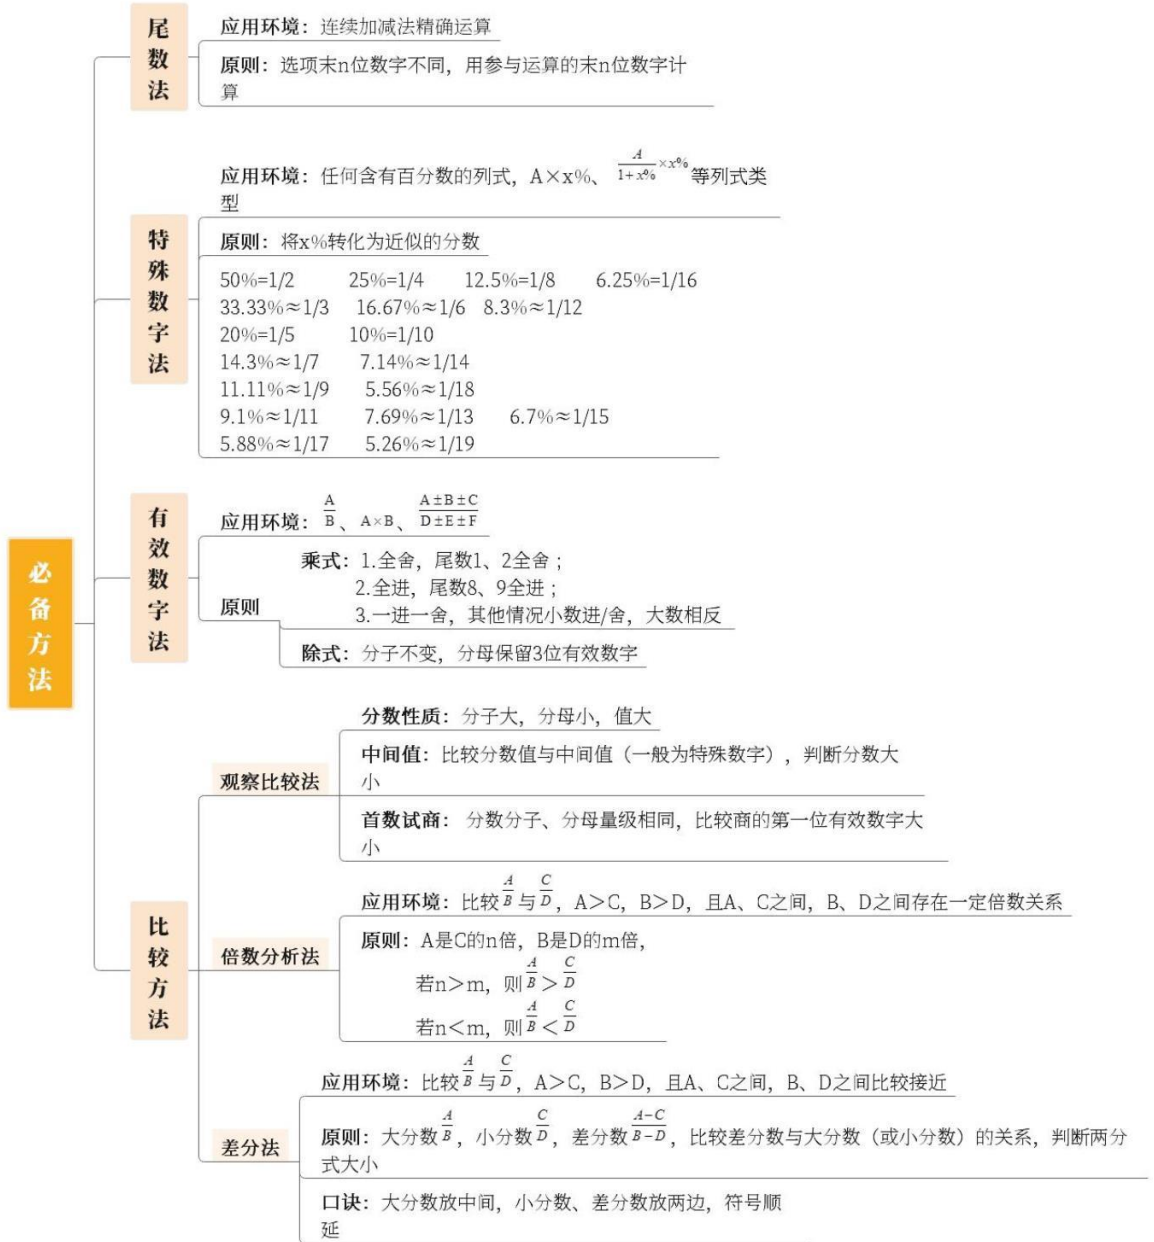 必备方法
尾数法
应用环境：连续加减法精确运算
原则：选项末n位数字不同，用参与运算的末n位数字计
算
特殊数字法
应用环境：任何含有百分数的列式，A×x%、A/(1+x%)×x%等列式类
型
原则：将x%转化为近似的分数
50%=1/2 25%=1/4 12.5%=1/8 6.25%=1/16
33.33%≈1/3 16.67%≈1/6 8.3%≈1/12
20%=1/5 10%=1/10
14.3%≈1/7 7.14%≈1/14
11.11%≈1/9 5.56%≈1/18
9.1%≈1/11 7.69%≈1/13 6.7%≈1/15
5.88%≈1/17 5.26%≈1/19
有效数字法
应用环境：A/B、A×B、(A±B±C)/(D±E±F)
原则
乘式：1.全舍，尾数1、2全舍；
2.全进，尾数8、9全进；
3.一进一舍，其他情况小数进/舍，大数相反
除式：分子不变，分母保留3位有效数字
比较方法
观察比较法
分数性质：分子大，分母小，值大
中间值：比较分数值与中间值（一般为特殊数字），判断分数大
小
首数试商：分数分子、分母量级相同，比较商的第一位有效数字大
小
倍数分析法
应用环境：比较A/B与C/D，A＞C，B＞D，且A、C之间，B、D之间存在一定倍数关系
原则：A是C的n倍，B是D的m倍，
若n＞m，则A/B＞C/D
若n＜m，则A/B＜C/D
差分法
应用环境：比较A/B与C/D，A＞C，B＞D，且A、C之间，B、D之间比较接近
原则：大分数A/B，小分数C/D，差分数(A−C)/(B−D)，比较差分数与大分数（或小分数）的关系，判断两分
式大小
口诀：大分数放中间，小分数、差分数放两边，符号顺
延